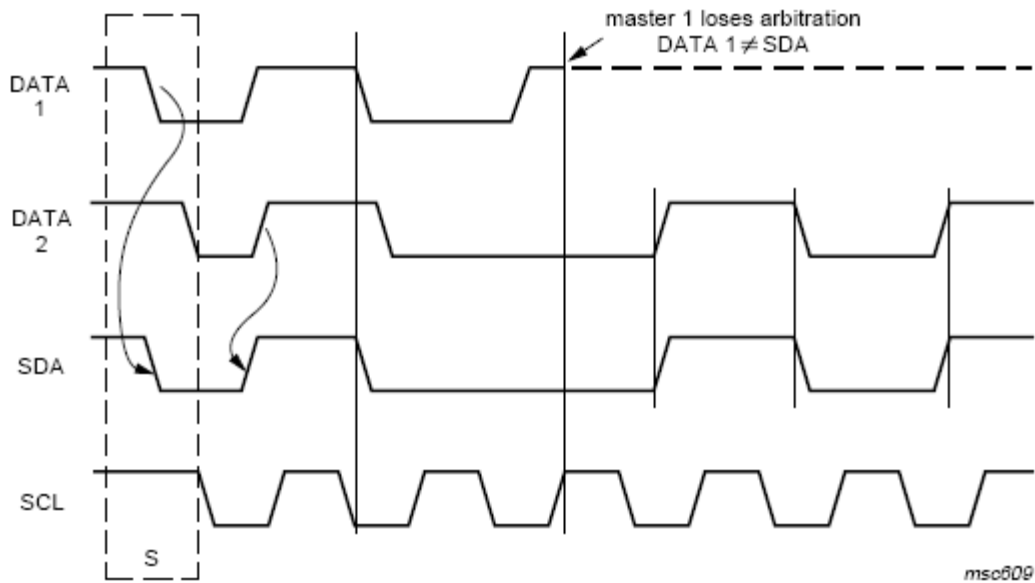 master 1 loses arbitration
DATA 1 ≠ SDA
DATA
1
DATA
2
SDA
SCL
S
msc609